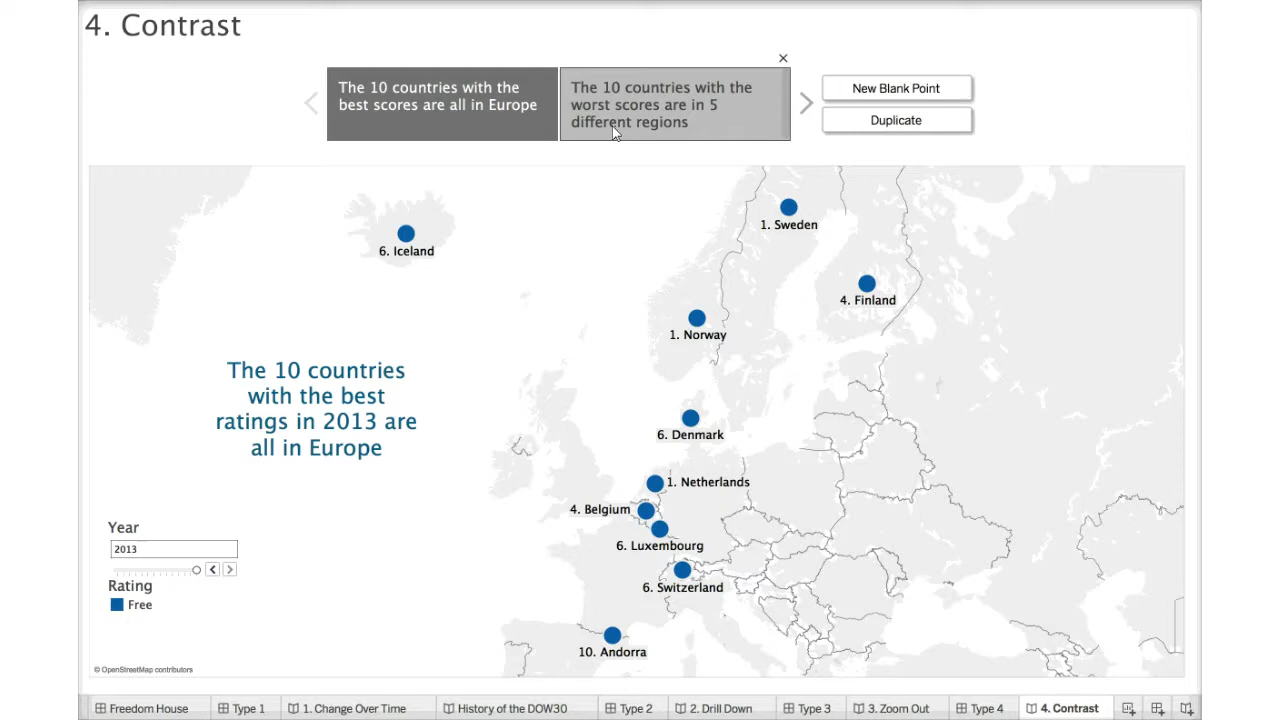 4. Contrast
The 10 countries with the
best scores are all in Europe
The 10 countries with the
worst scores are in 5
different regions
New Blank Point
Duplicate
1. Sweden
6. Iceland
4. Finland
1. Norway
The 10 countries
with the best
ratings in 2013 are
all in Europe
6. Denmark
1. Netherlands
4. Belgium
6. Luxembourg
6. Switzerland
10. Andorra
Year
2013
Rating
Free
© OpenStreetMap contributors
Freedom House
Type 1
1. Change Over Time
History of the DOW30
Type 2
2. Drill Down
Type 3
3. Zoom Out
Type 4
4. Contrast